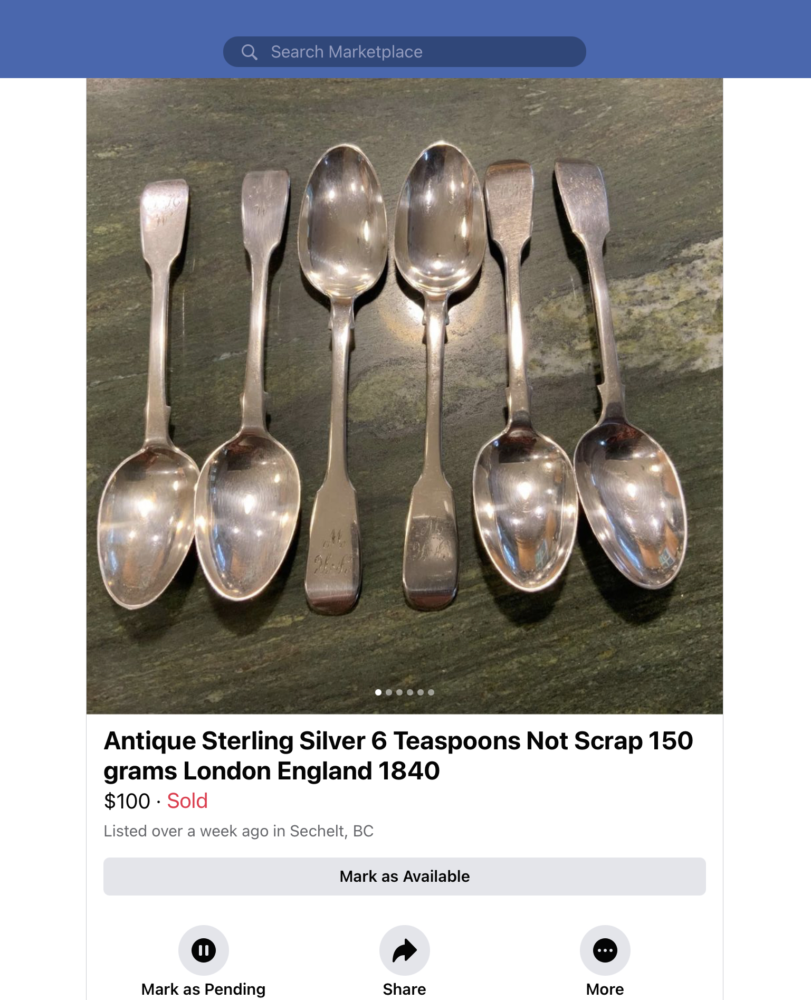 Search Marketplace
Antique Sterling Silver 6 Teaspoons Not Scrap 150
grams London England 1840
$100 · Sold
Listed over a week ago in Sechelt, BC
Mark as Available
Mark as Pending
Share
More